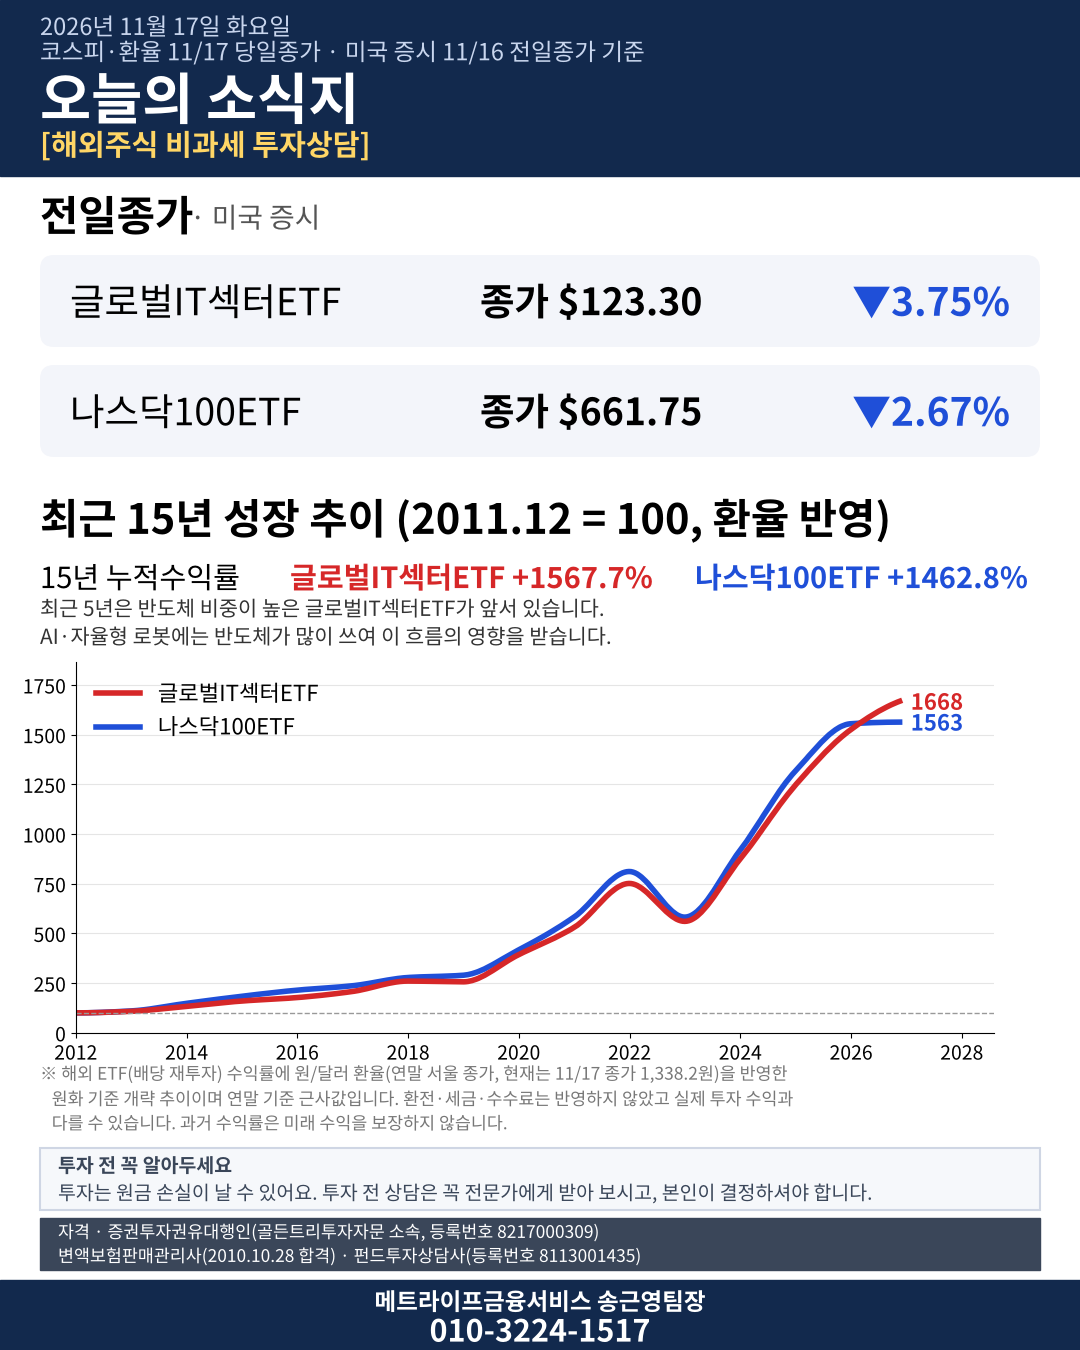 2026년 11월 17일 화요일
코스피·환율 11/17 당일종가 · 미국 증시 11/16 전일종가 기준
오늘의 소식지
[해외주식 비과세 투자상담]
전일종가· 미국 증시
글로벌IT섹터ETF 종가 $123.30 ▼3.75%
나스닥100ETF 종가 $661.75 ▼2.67%
최근 15년 성장 추이 (2011.12 = 100, 환율 반영)
15년 누적수익률 글로벌IT섹터ETF +1567.7% 나스닥100ETF +1462.8%
최근 5년은 반도체 비중이 높은 글로벌IT섹터ETF가 앞서 있습니다.
AI·자율형 로봇에는 반도체가 많이 쓰여 이 흐름의 영향을 받습니다.
글로벌IT섹터ETF
나스닥100ETF
1668
1563
1750
1500
1250
1000
750
500
250
0
2012 2014 2016 2018 2020 2022 2024 2026 2028
※ 해외 ETF(배당 재투자) 수익률에 원/달러 환율(연말 서울 종가, 현재는 11/17 종가 1,338.2원)을 반영한
원화 기준 개략 추이이며 연말 기준 근사값입니다. 환전·세금·수수료는 반영하지 않았고 실제 투자 수익과
다를 수 있습니다. 과거 수익률은 미래 수익을 보장하지 않습니다.
투자 전 꼭 알아두세요
투자는 원금 손실이 날 수 있어요. 투자 전 상담은 꼭 전문가에게 받아 보시고, 본인이 결정하셔야 합니다.
자격 · 증권투자권유대행인(골든트리투자자문 소속, 등록번호 8217000309)
변액보험판매관리사(2010.10.28 합격) · 펀드투자상담사(등록번호 8113001435)
메트라이프금융서비스 송근영팀장
010-3224-1517